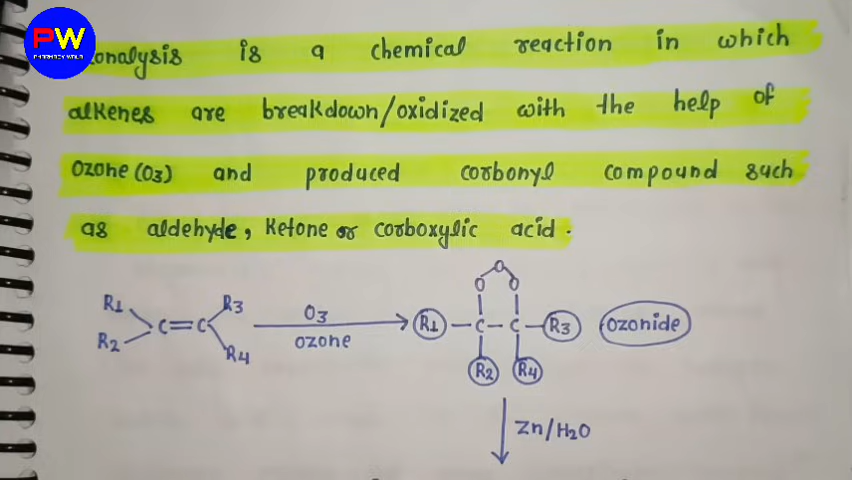 PW
PHARMACY WALA
onalysis is a chemical reaction in which
alkenes are breakdown/oxidized with the help of
Ozone (O3) and produced corbonyl compound such
as aldehyde, Ketone or corboxylic acid.
O
R1 R3 O3 O O
C=C R1 -C-C- R3 Ozonide
R2 R4 ozone
R2 R4
Zn/H2O